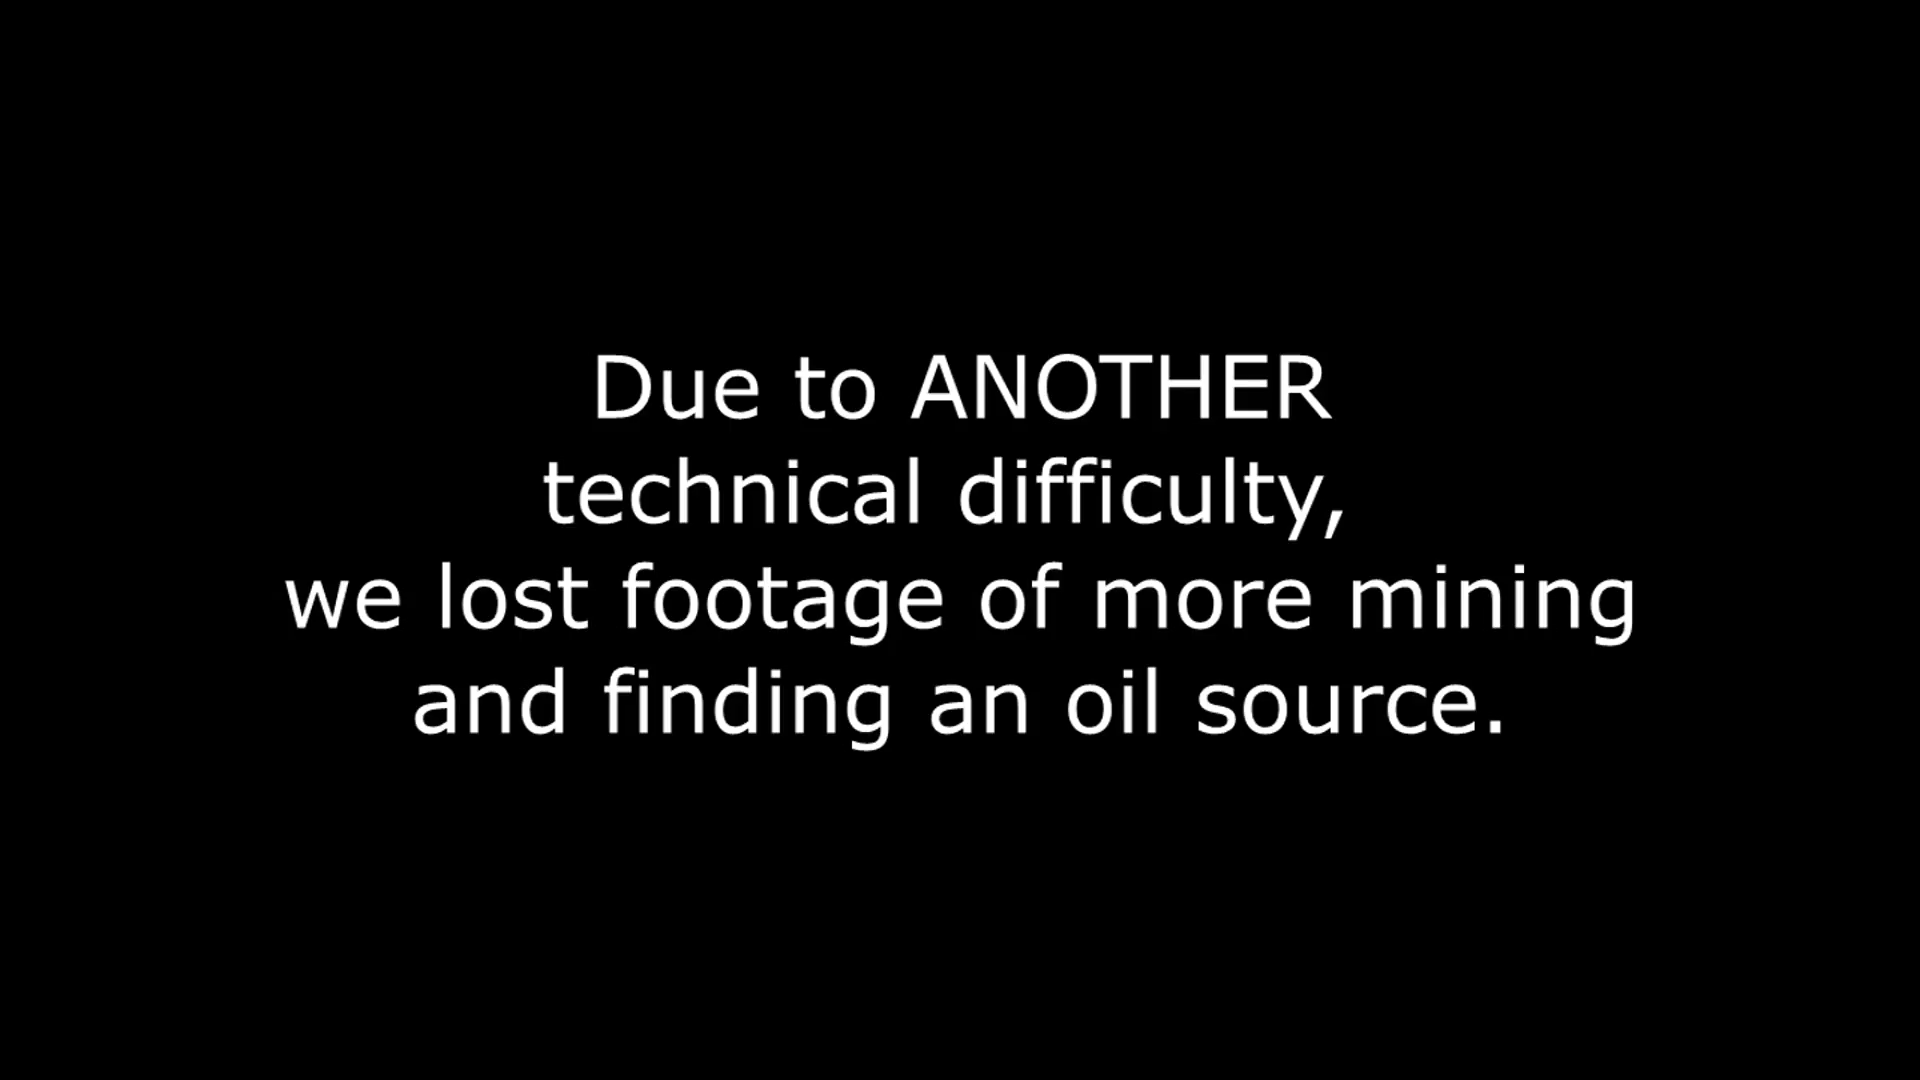 Due to ANOTHER
technical difficulty,
we lost footage of more mining
and finding an oil source.